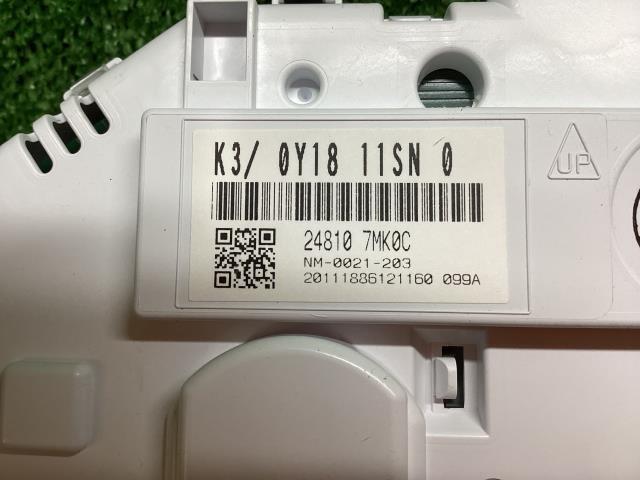 K3/ 0Y18 11SN 0
UP
24810 7MK0C
NM-0021-203
20111886121160 099A